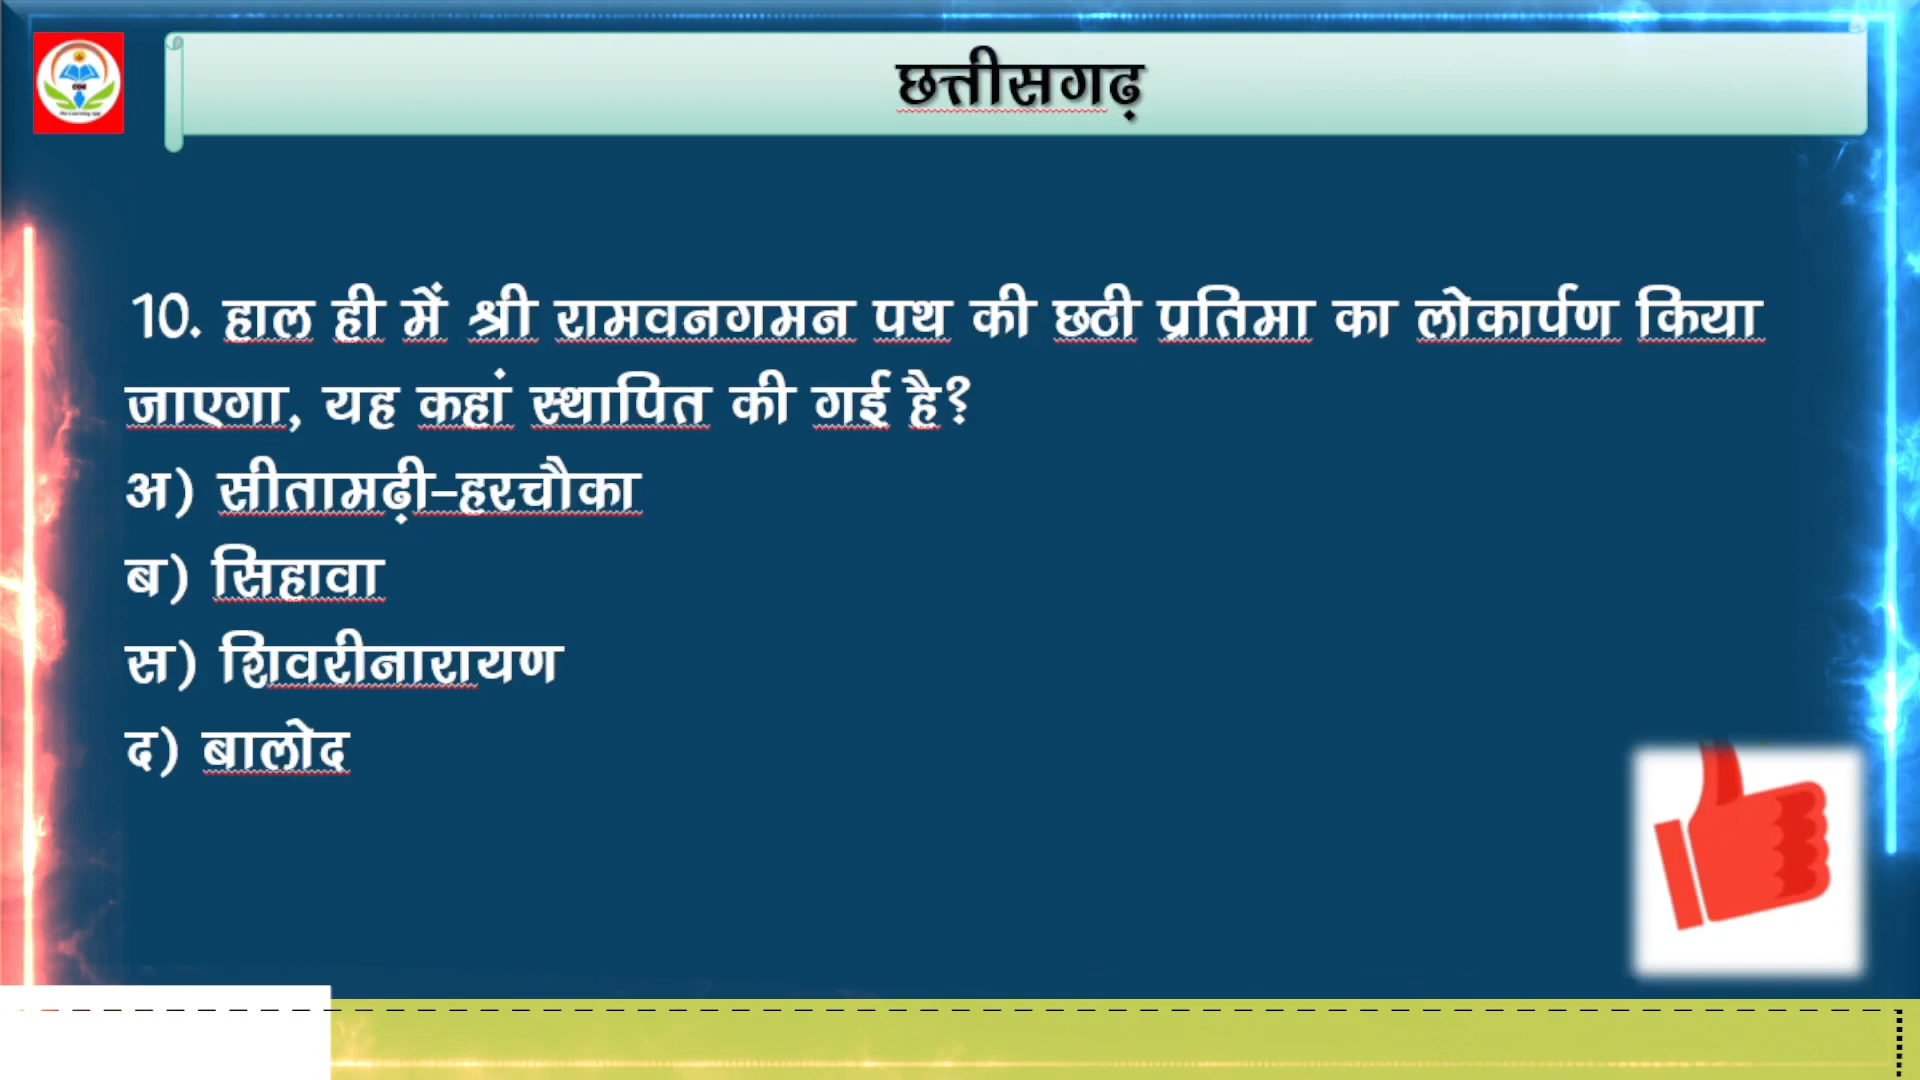 छत्तीसगढ़
10. हाल ही में श्री रामवनगमन पथ की छठी प्रतिमा का लोकार्पण किया
जाएगा, यह कहां स्थापित की गई है?
अ) सीतामढ़ी-हरचौका
ब) सिहावा
स) शिवरीनारायण
द) बालोद